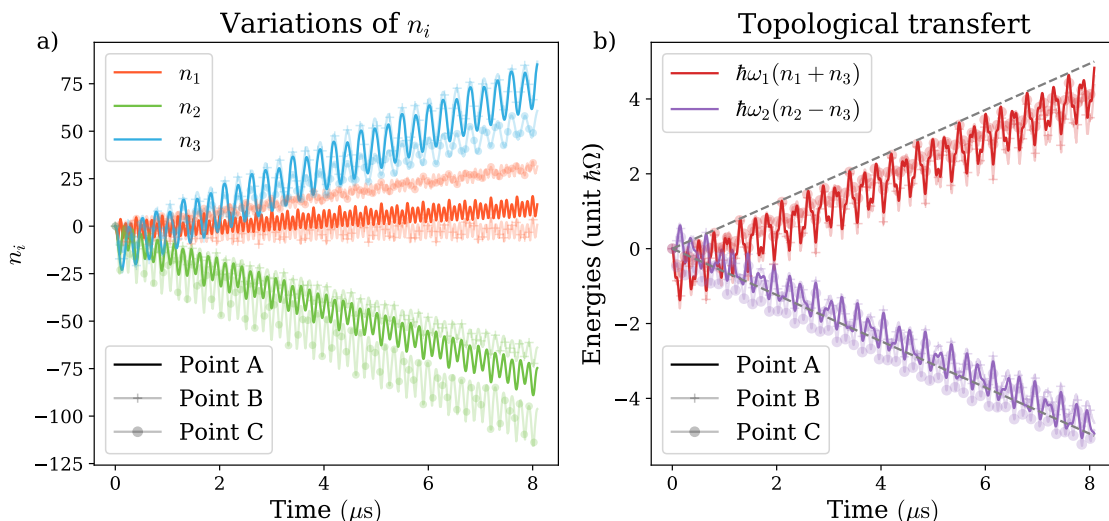 Variations of nᵢ
a)
n₁
n₂
n₃
Point A
Point B
Point C
nᵢ
75
50
25
0
−25
−50
−75
−100
−125
0
2
4
6
8
Time (μs)
Topological transfert
b)
ħω₁(n₁ + n₃)
ħω₂(n₂ − n₃)
Point A
Point B
Point C
Energies (unit ħΩ)
4
2
0
−2
−4
0
2
4
6
8
Time (μs)